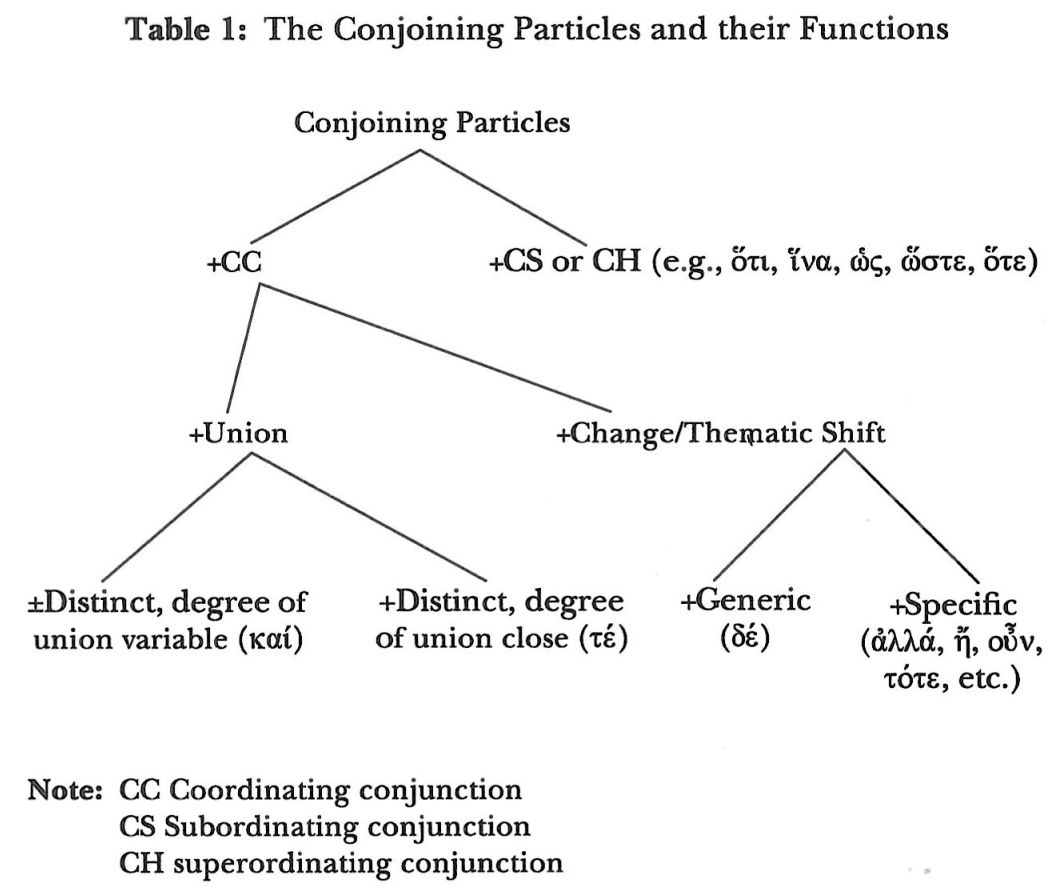 Table 1: The Conjoining Particles and their Functions
Conjoining Particles
+CC
+CS or CH (e.g., ὅτι, ἵνα, ὡς, ὥστε, ὅτε)
+Union
+Change/Thematic Shift
±Distinct, degree of
union variable (καί)
+Distinct, degree
of union close (τέ)
+Generic
(δέ)
+Specific
(ἀλλά, ἤ, οὖν,
τότε, etc.)
Note: CC Coordinating conjunction
CS Subordinating conjunction
CH superordinating conjunction